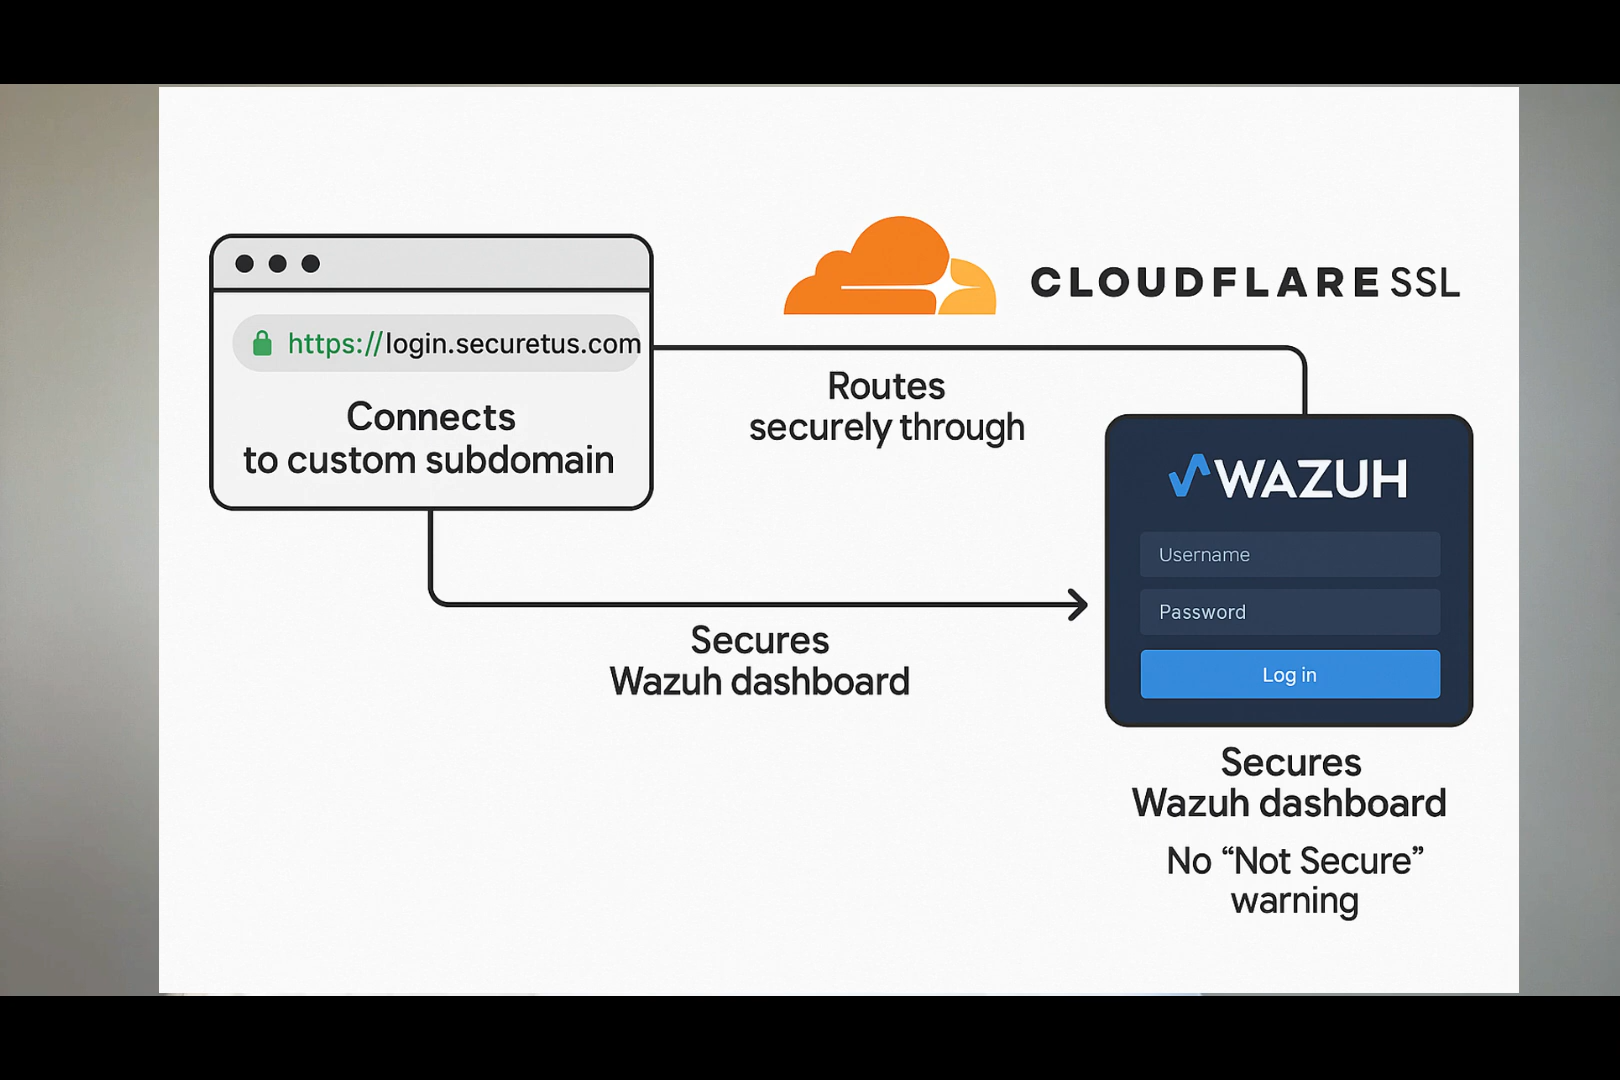 https://login.securetus.com
Connects
to custom subdomain
CLOUDFLARE SSL
Routes
securely through
WAZUH
Username
Password
Log in
Secures
Wazuh dashboard
Secures
Wazuh dashboard
No “Not Secure”
warning